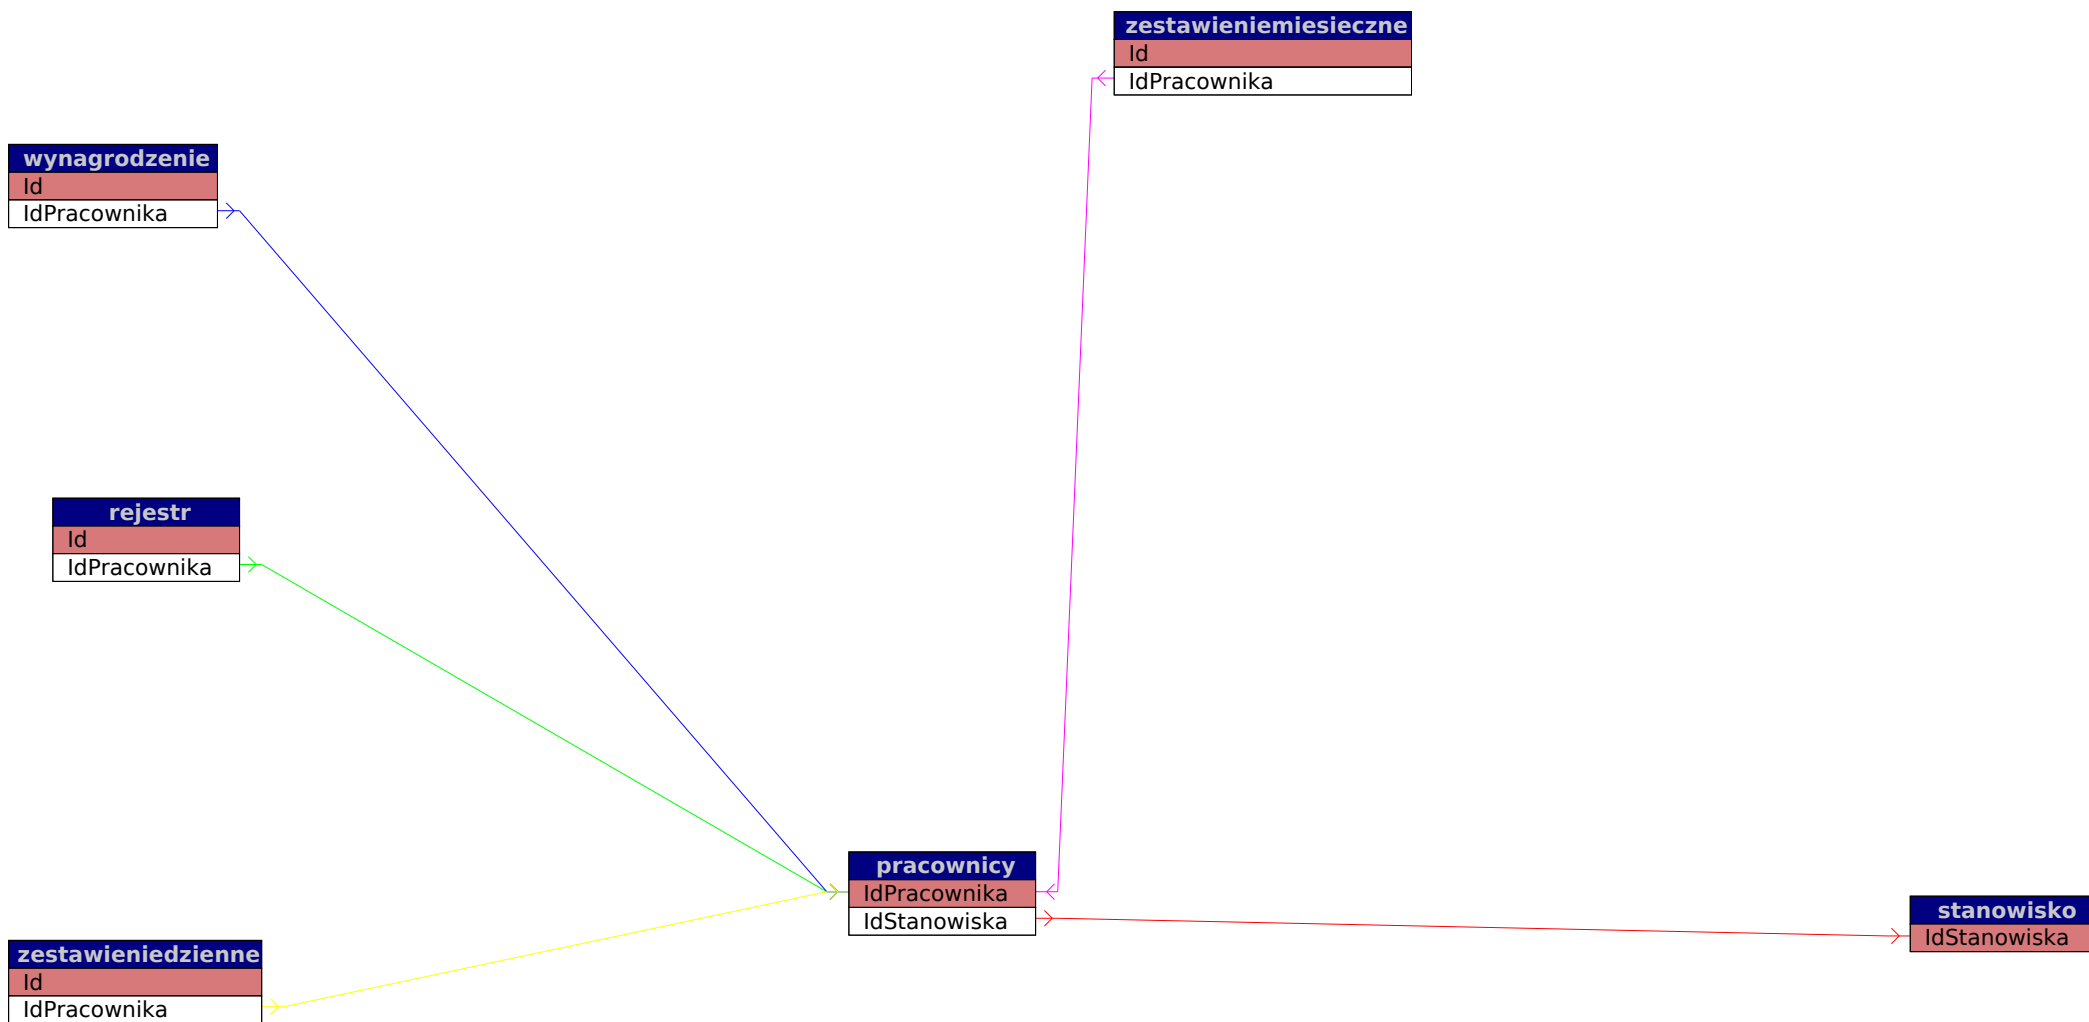 zestawieniemiesieczne
Id
IdPracownika
wynagrodzenie
Id
IdPracownika
rejestr
Id
IdPracownika
pracownicy
IdPracownika
IdStanowiska
stanowisko
IdStanowiska
zestawieniedzienne
Id
IdPracownika